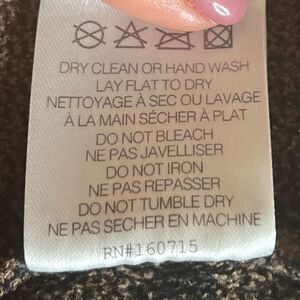 DRY CLEAN OR HAND WASH
LAY FLAT TO DRY
NETTOYAGE À SEC OU LAVAGE
À LA MAIN SÉCHER À PLAT
DO NOT BLEACH
NE PAS JAVELLISER
DO NOT IRON
NE PAS REPASSER
DO NOT TUMBLE DRY
NE PAS SECHER EN MACHINE
RN#160715